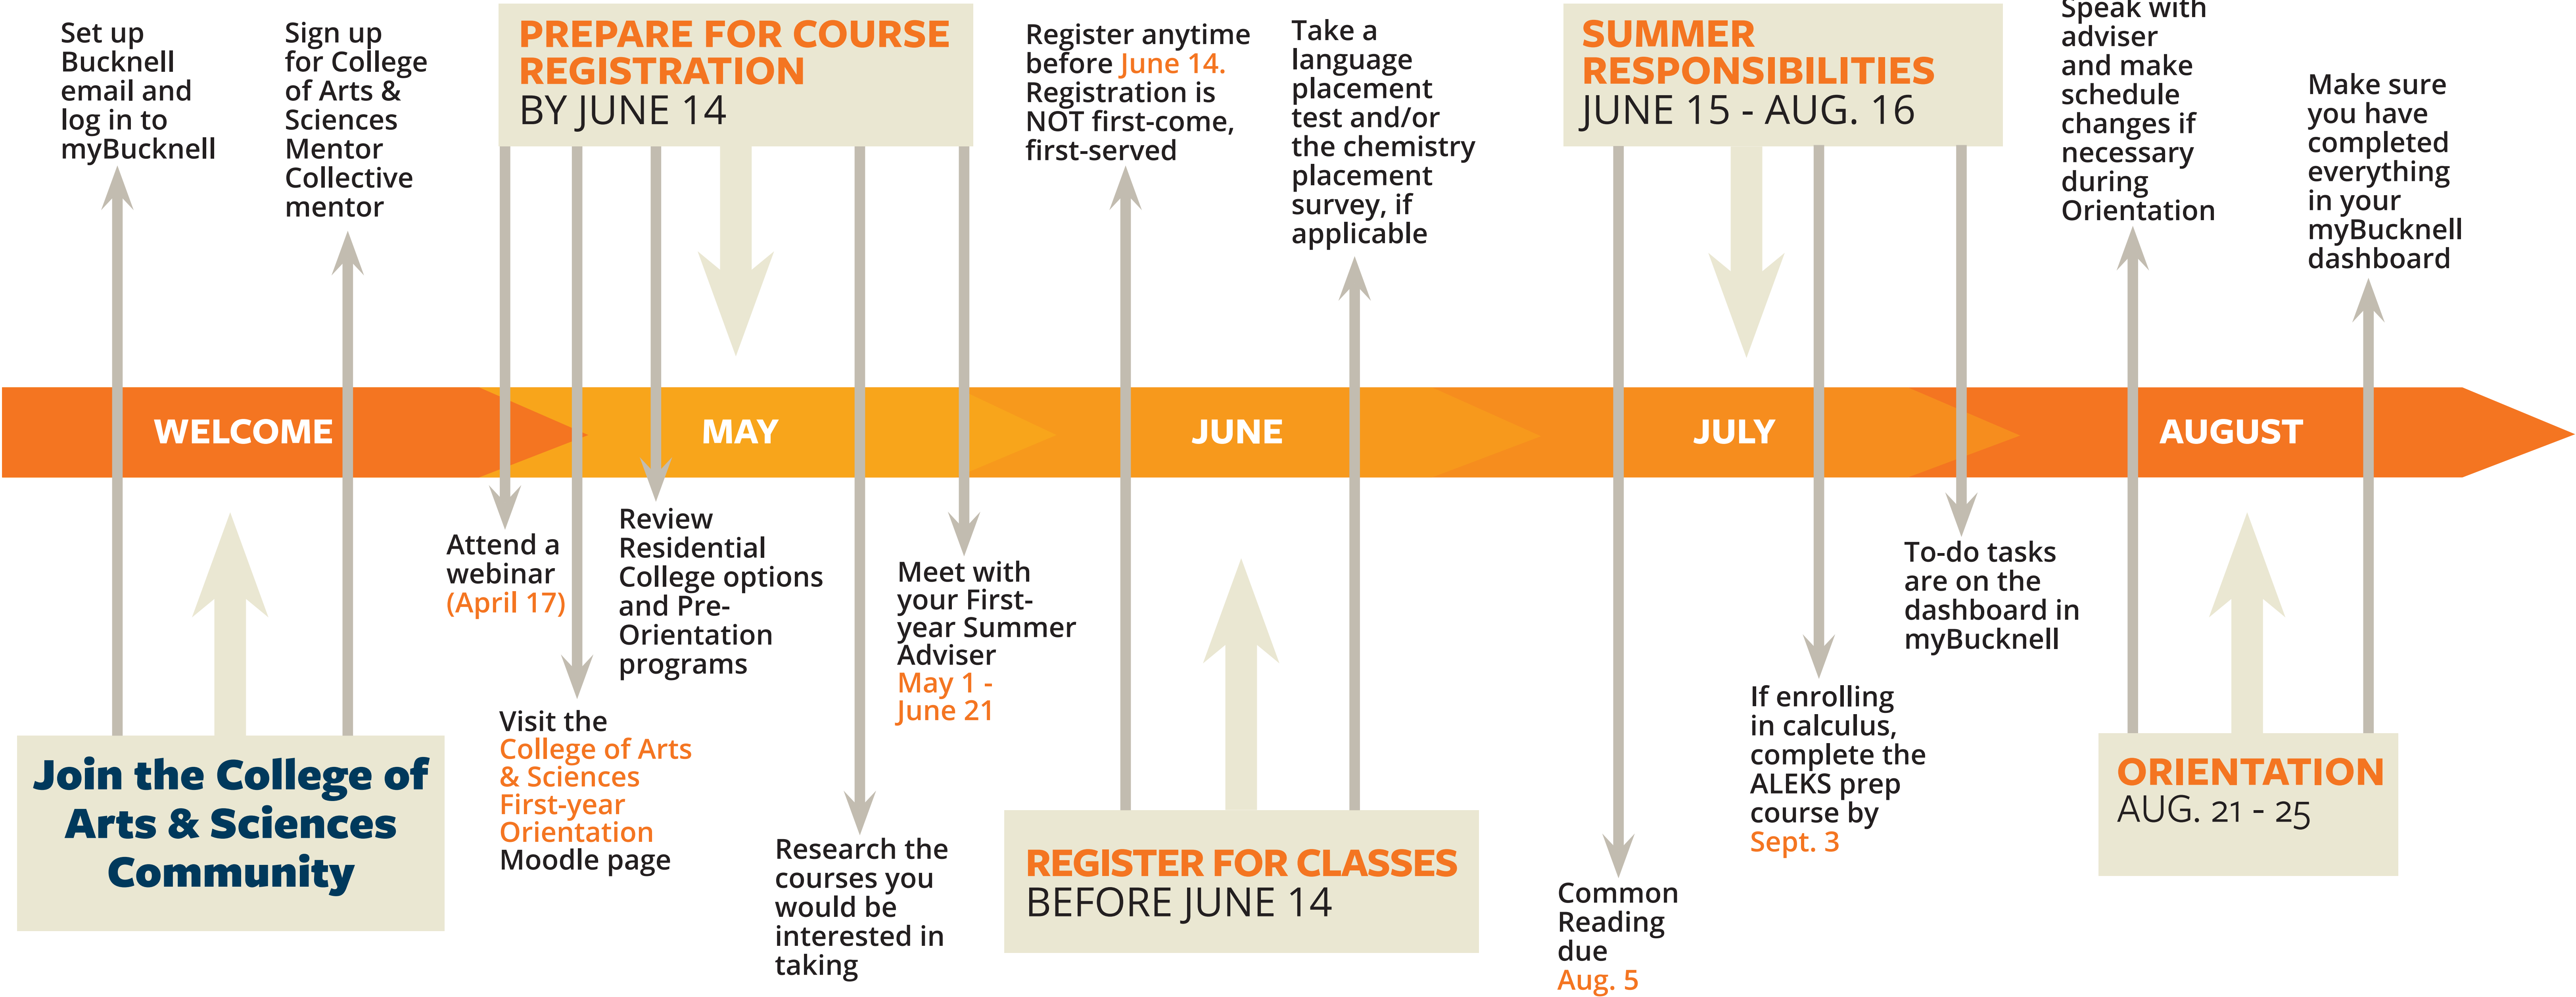 Set up
Bucknell
email and
log in to
myBucknell
Sign up
for College
of Arts &
Sciences
Mentor
Collective
mentor
PREPARE FOR COURSE
REGISTRATION
BY JUNE 14
Register anytime
before June 14.
Registration is
NOT first-come,
first-served
Take a
language
placement
test and/or
the chemistry
placement
survey, if
applicable
SUMMER
RESPONSIBILITIES
JUNE 15 - AUG. 16
Speak with
adviser
and make
schedule
changes if
necessary
during
Orientation
Make sure
you have
completed
everything
in your
myBucknell
dashboard
WELCOME
MAY
JUNE
JULY
AUGUST
Join the College of
Arts & Sciences
Community
Attend a
webinar
(April 17)
Visit the
College of Arts
& Sciences
First-year
Orientation
Moodle page
Review
Residential
College options
and Pre-
Orientation
programs
Research the
courses you
would be
interested in
taking
Meet with
your First-
year Summer
Adviser
May 1 -
June 21
REGISTER FOR CLASSES
BEFORE JUNE 14
Common
Reading
due
Aug. 5
If enrolling
in calculus,
complete the
ALEKS prep
course by
Sept. 3
To-do tasks
are on the
dashboard in
myBucknell
ORIENTATION
AUG. 21 - 25